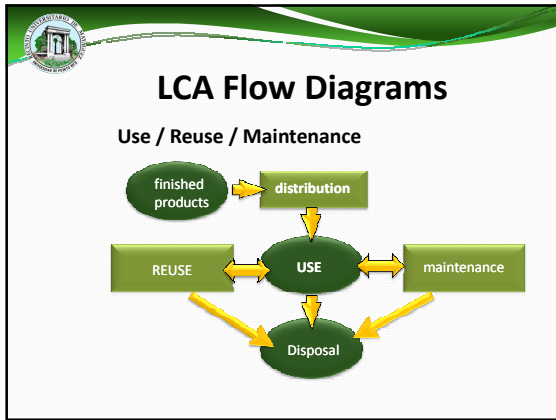 LCA Flow Diagrams
Use / Reuse / Maintenance
finished
products
distribution
REUSE
USE
maintenance
Disposal